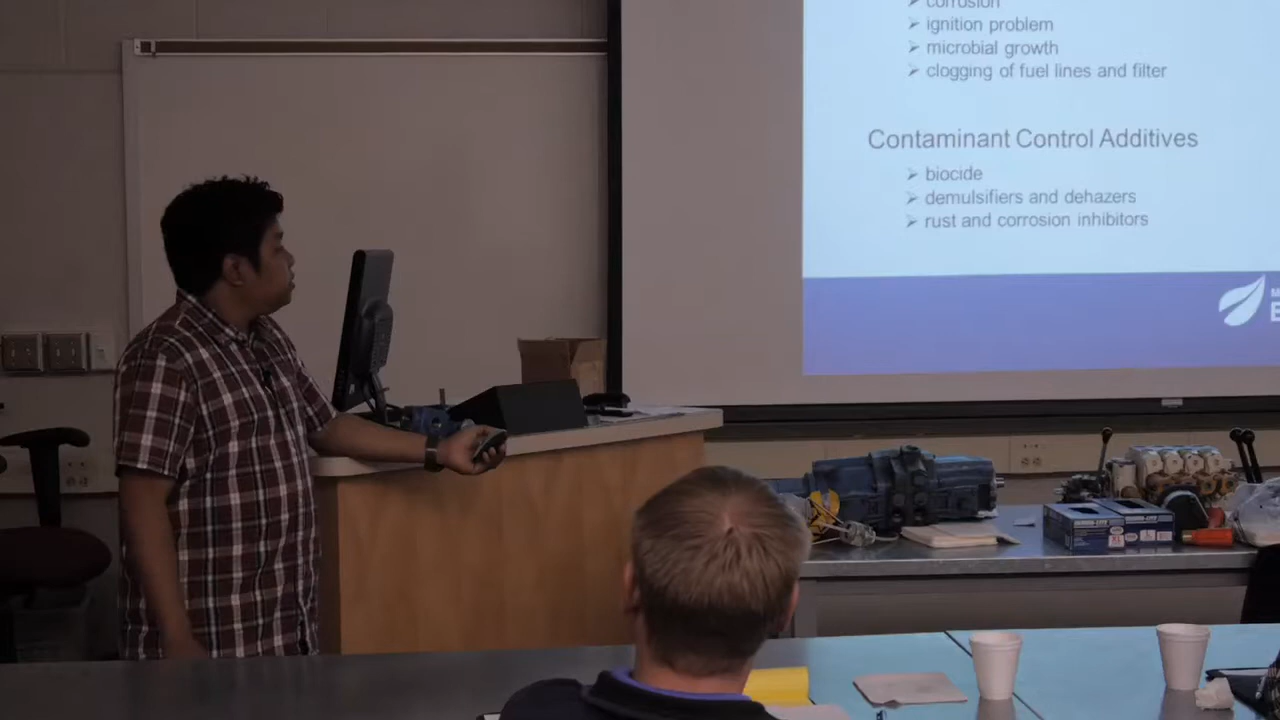 corrosion
ignition problem
microbial growth
clogging of fuel lines and filter
Contaminant Control Additives
biocide
demulsifiers and dehazers
rust and corrosion inhibitors